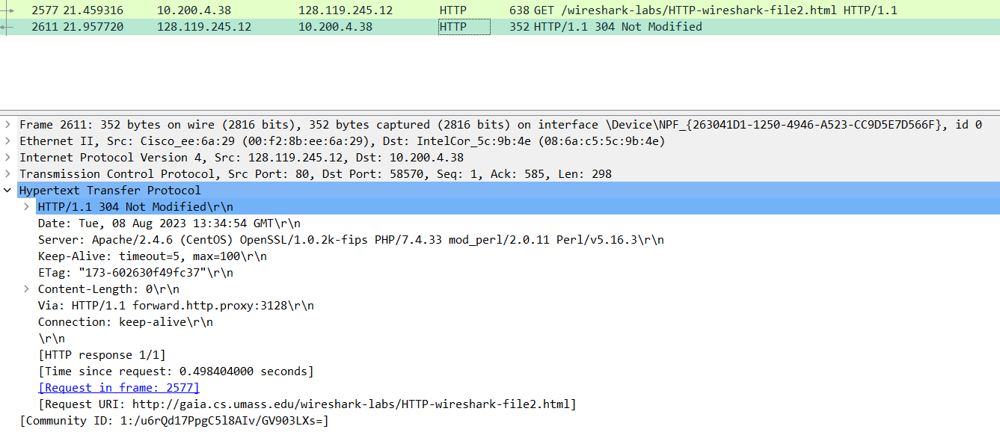 2577 21.459316 10.200.4.38 128.119.245.12 HTTP 638 GET /wireshark-labs/HTTP-wireshark-file2.html HTTP/1.1
2611 21.957720 128.119.245.12 10.200.4.38 HTTP 352 HTTP/1.1 304 Not Modified
Frame 2611: 352 bytes on wire (2816 bits), 352 bytes captured (2816 bits) on interface \Device\NPF_{263041D1-1250-4946-A523-CC9D5E7D566F}, id 0
Ethernet II, Src: Cisco_ee:6a:29 (00:f2:8b:ee:6a:29), Dst: IntelCor_5c:9b:4e (08:6a:c5:5c:9b:4e)
Internet Protocol Version 4, Src: 128.119.245.12, Dst: 10.200.4.38
Transmission Control Protocol, Src Port: 80, Dst Port: 58570, Seq: 1, Ack: 585, Len: 298
Hypertext Transfer Protocol
HTTP/1.1 304 Not Modified\r\n
Date: Tue, 08 Aug 2023 13:34:54 GMT\r\n
Server: Apache/2.4.6 (CentOS) OpenSSL/1.0.2k-fips PHP/7.4.33 mod_perl/2.0.11 Perl/v5.16.3\r\n
Keep-Alive: timeout=5, max=100\r\n
ETag: "173-602630f49fc37"\r\n
Content-Length: 0\r\n
Via: HTTP/1.1 forward.http.proxy:3128\r\n
Connection: keep-alive\r\n
\r\n
[HTTP response 1/1]
[Time since request: 0.498404000 seconds]
[Request in frame: 2577]
[Request URI: http://gaia.cs.umass.edu/wireshark-labs/HTTP-wireshark-file2.html]
[Community ID: 1:/u6rQd17PpgC5l8AIv/GV903LXs=]